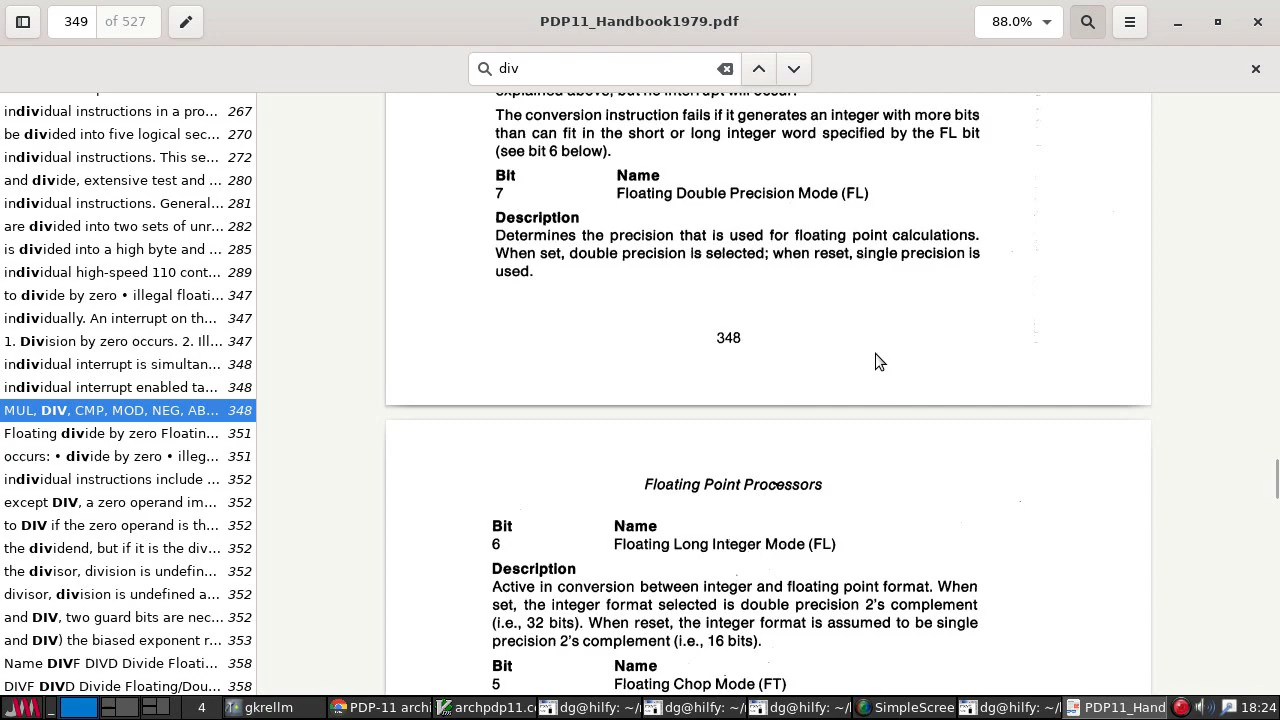 349 of 527
PDP11_Handbook1979.pdf
88.0%
div
individual instructions in a pro... 267
be divided into five logical sec... 270
individual instructions. This se... 272
and divide, extensive test and ... 280
individual instructions. General... 281
are divided into two sets of unr... 282
is divided into a high byte and ... 285
individual high-speed 110 cont... 289
to divide by zero • illegal floati... 347
individually. An interrupt on th... 347
1. Division by zero occurs. 2. Ill... 347
individual interrupt is simultan... 348
individual interrupt enabled ta... 348
MUL, DIV, CMP, MOD, NEG, AB... 348
Floating divide by zero Floatin... 351
occurs: • divide by zero • illeg... 351
individual instructions include ... 352
except DIV, a zero operand im... 352
to DIV if the zero operand is th... 352
the dividend, but if it is the div... 352
the divisor, division is undefin... 352
divisor, division is undefined a... 352
and DIV, two guard bits are nec... 352
and DIV) the biased exponent r... 353
Name DIVF DIVD Divide Floati... 358
DIVF DIVD Divide Floating/Dou... 358
explained above, but no interrupt will occur.
The conversion instruction fails if it generates an integer with more bits
than can fit in the short or long integer word specified by the FL bit
(see bit 6 below).
Bit Name
7 Floating Double Precision Mode (FL)
Description
Determines the precision that is used for floating point calculations.
When set, double precision is selected; when reset, single precision is
used.
348
Floating Point Processors
Bit Name
6 Floating Long Integer Mode (FL)
Description
Active in conversion between integer and floating point format. When
set, the integer format selected is double precision 2's complement
(i.e., 32 bits). When reset, the integer format is assumed to be single
precision 2's complement (i.e., 16 bits).
Bit Name
5 Floating Chop Mode (FT)
4 gkrellm PDP-11 archi archpdp11.c dg@hilfy: ~/ dg@hilfy: ~/ dg@hilfy: ~/ SimpleScree dg@hilfy: ~/ PDP11_Hand 18:24